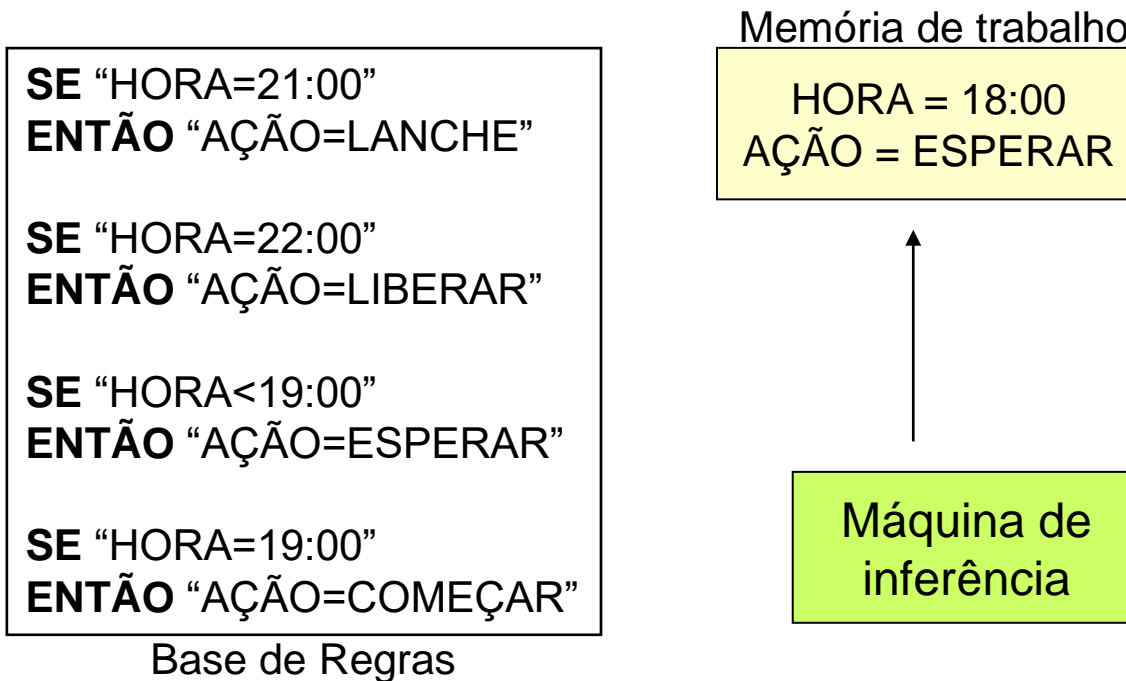 SE “HORA=21:00”
ENTÃO “AÇÃO=LANCHE”
SE “HORA=22:00”
ENTÃO “AÇÃO=LIBERAR”
SE “HORA<19:00”
ENTÃO “AÇÃO=ESPERAR”
SE “HORA=19:00”
ENTÃO “AÇÃO=COMEÇAR”
Base de Regras
Memória de trabalho
HORA = 18:00
AÇÃO = ESPERAR
Máquina de
inferência